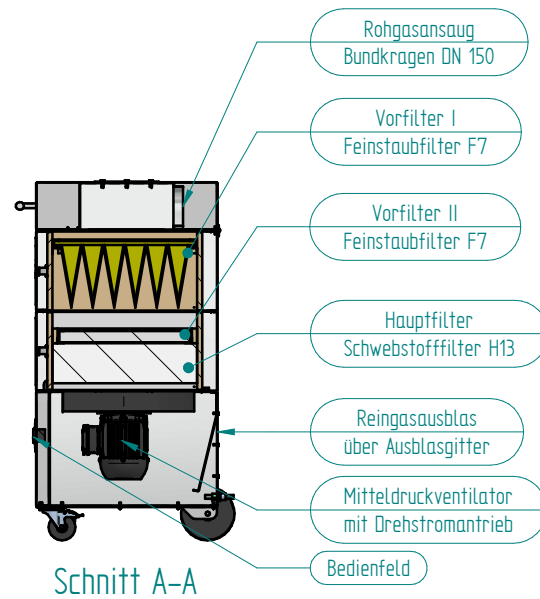 Rohgasansaug
Bundkragen DN 150
Vorfilter I
Feinstaubfilter F7
Vorfilter II
Feinstaubfilter F7
Hauptfilter
Schwebstofffilter H13
Reingasausblas
über Ausblasgitter
Mitteldruckventilator
mit Drehstromantrieb
Bedienfeld
Schnitt A-A